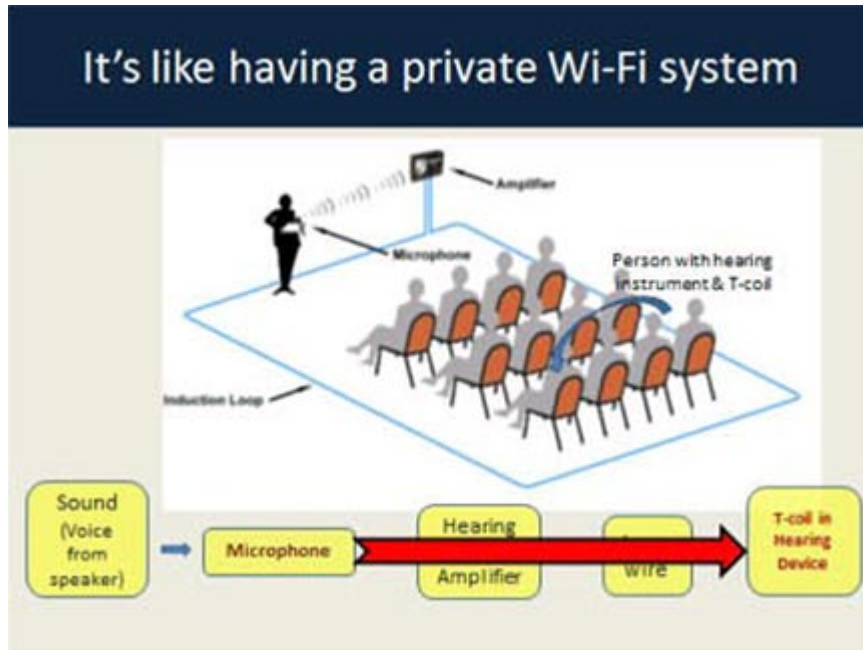 It's like having a private Wi-Fi system
Amplifier
Microphone
Person with hearing
instrument & T-coil
Induction Loop
Sound
(Voice
from
speaker)
Microphone
Hearing
Amplifier
wire
T-coil in
Hearing
Device